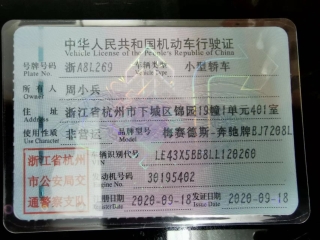 中华人民共和国机动车行驶证
Vehicle License of the People's Republic of China
号牌号码 浙A8L269 车辆类型 小型轿车
Plate No. Vehicle Type
所有人 周小兵
Owner
住址 浙江省杭州市下城区锦园19幢1单元401室
Address
使用性质 非营运 品牌型号 梅赛德斯-奔驰牌BJ7208L
Use Character Model
浙江省杭州市公安局交通警察支队
车辆识别代号 LE43X5B68LL120260
VIN
发动机号码 30195402
Engine No.
注册日期 2020-09-18 发证日期 2020-09-18
Register Date Issue Date